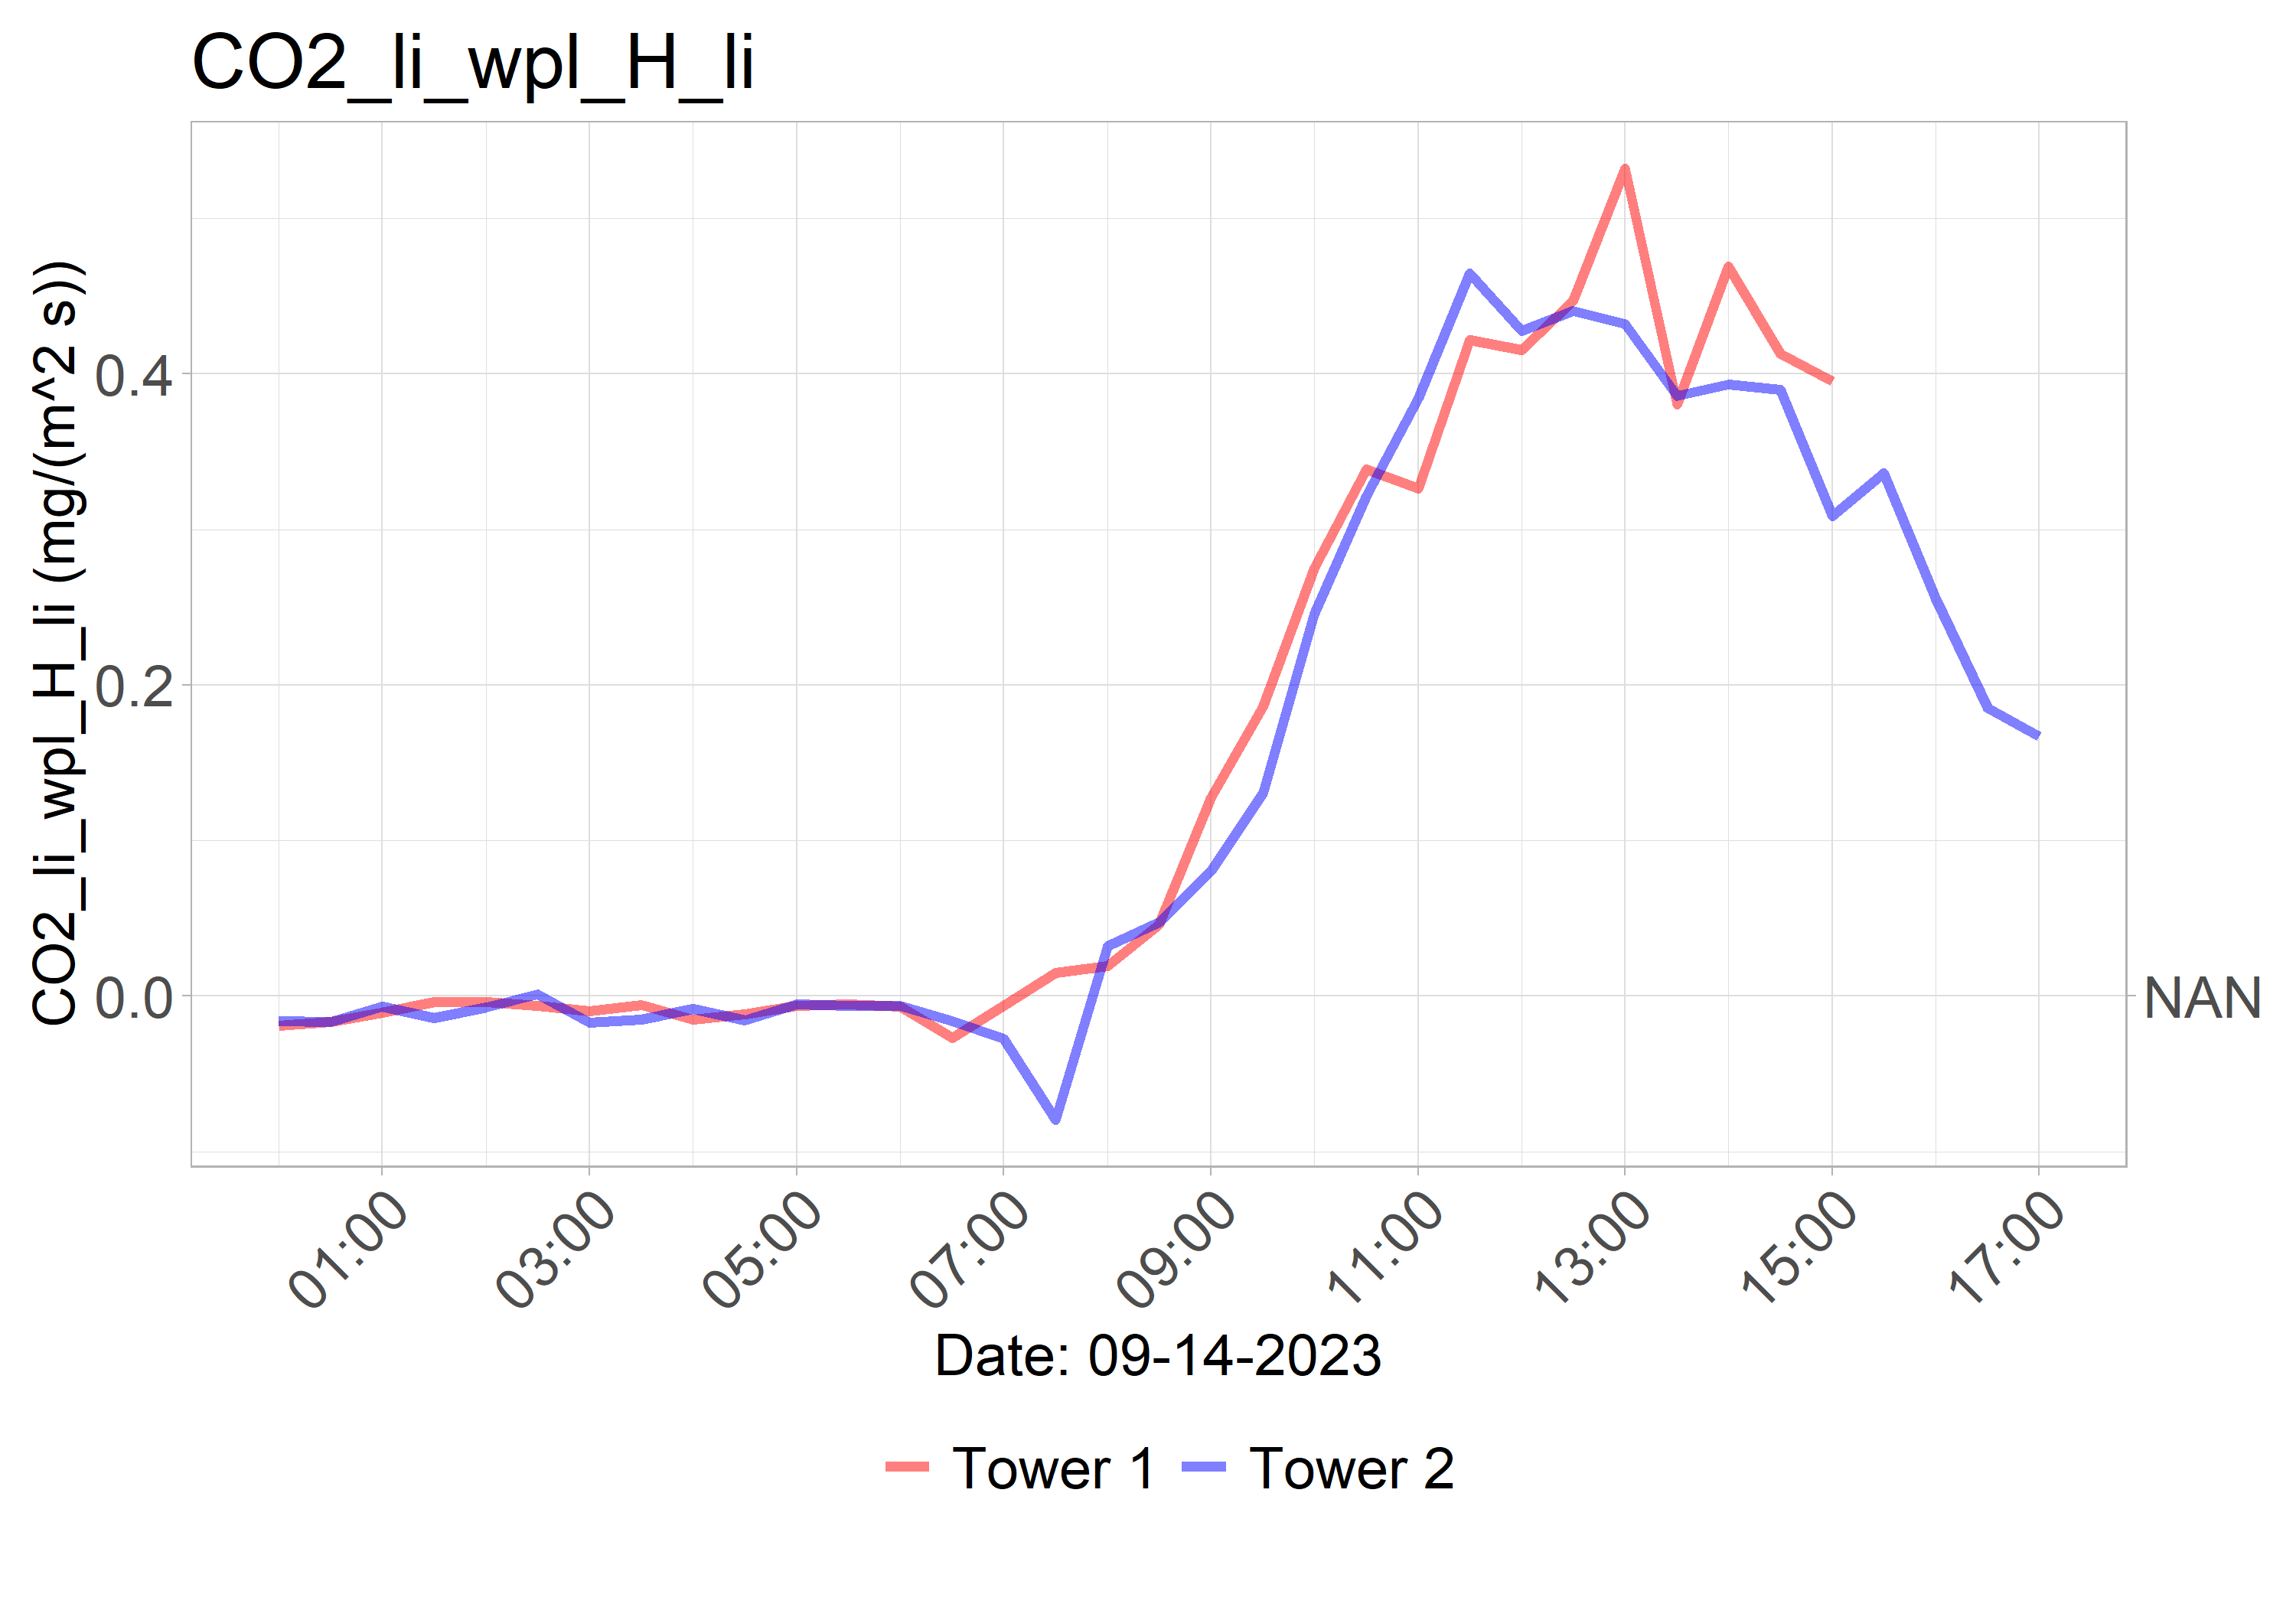 CO2_li_wpl_H_li
CO2_li_wpl_H_li (mg/(m^2 s))
0.4
0.2
0.0
NAN
01:00
03:00
05:00
07:00
09:00
11:00
13:00
15:00
17:00
Date: 09-14-2023
Tower 1
Tower 2